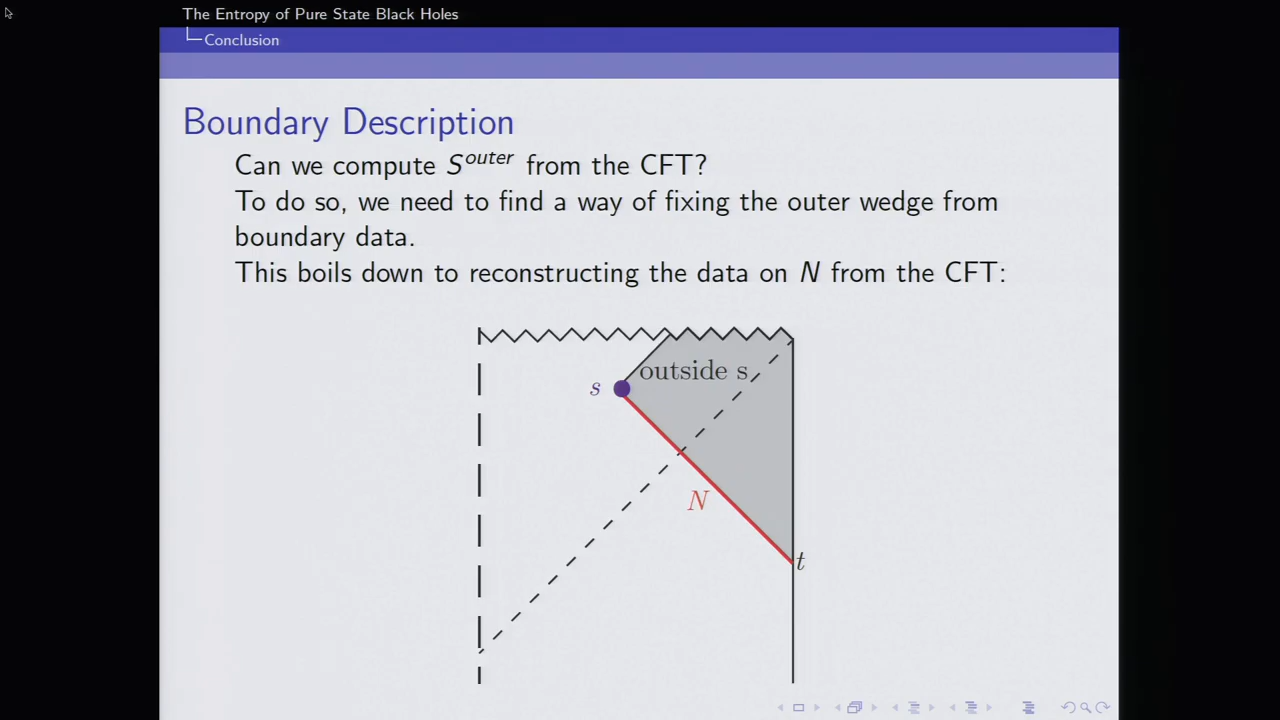 The Entropy of Pure State Black Holes
Conclusion
Boundary Description
Can we compute S^outer from the CFT?
To do so, we need to find a way of fixing the outer wedge from
boundary data.
This boils down to reconstructing the data on N from the CFT:
outside s
s
N
t